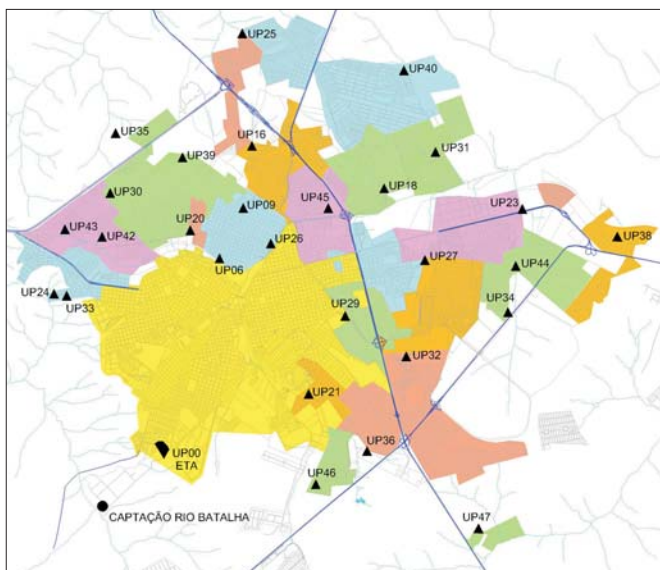 UP25
UP40
UP35
UP16
UP39
UP31
UP30
UP18
UP09
UP45
UP23
UP43
UP42
UP20
UP26
UP38
UP06
UP27
UP44
UP24
UP33
UP29
UP34
UP32
UP21
UP00
ETA
UP36
UP46
CAPTAÇÃO RIO BATALHA
UP47